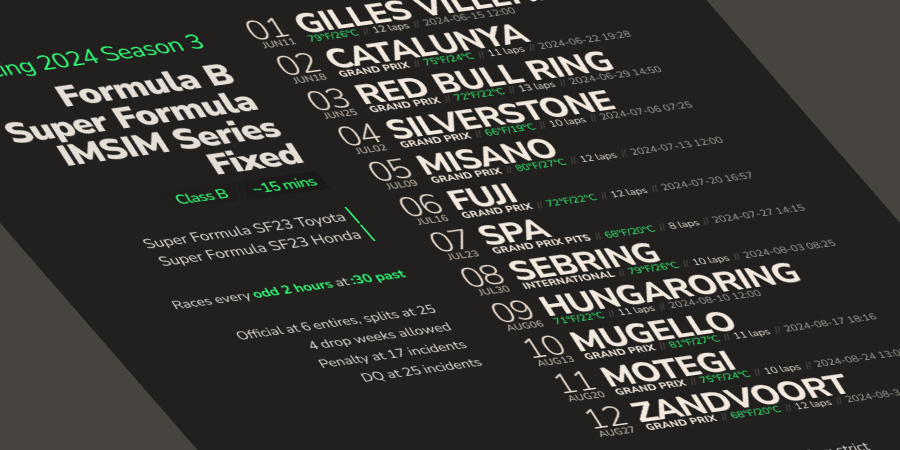 2024 Season 3
Formula B
Super Formula
IMSIM Series
Fixed
Class B ~15 mins
Super Formula SF23 Toyota
Super Formula SF23 Honda
Races every odd 2 hours at :30 past
Official at 6 entires, splits at 25
4 drop weeks allowed
Penalty at 17 incidents
DQ at 25 incidents
01 GILLES
JUN11 79°F/26°C // 12 laps // 2024-06-15 12:00
02 CATALUNYA
JUN18 GRAND PRIX // 75°F/24°C // 11 laps // 2024-06-22 19:28
03 RED BULL RING
JUN25 GRAND PRIX // 72°F/22°C // 13 laps // 2024-06-29 14:50
04 SILVERSTONE
JUL02 GRAND PRIX // 66°F/19°C // 10 laps // 2024-07-06 07:25
05 MISANO
JUL09 GRAND PRIX // 80°F/27°C // 12 laps // 2024-07-13 12:00
06 FUJI
JUL16 GRAND PRIX // 72°F/22°C // 12 laps // 2024-07-20 16:57
07 SPA
JUL23 GRAND PRIX PITS // 68°F/20°C // 8 laps // 2024-07-27 14:15
08 SEBRING
JUL30 INTERNATIONAL // 79°F/26°C // 10 laps // 2024-08-03 08:25
09 HUNGARORING
AUG06 71°F/22°C // 11 laps // 2024-08-10 12:00
10 MUGELLO
AUG13 GRAND PRIX // 81°F/27°C // 11 laps // 2024-08-17 18:16
11 MOTEGI
AUG20 GRAND PRIX // 75°F/24°C // 10 laps // 2024-08-24
12 ZANDVOORT
AUG27 GRAND PRIX // 68°F/20°C // 12 laps //
strict